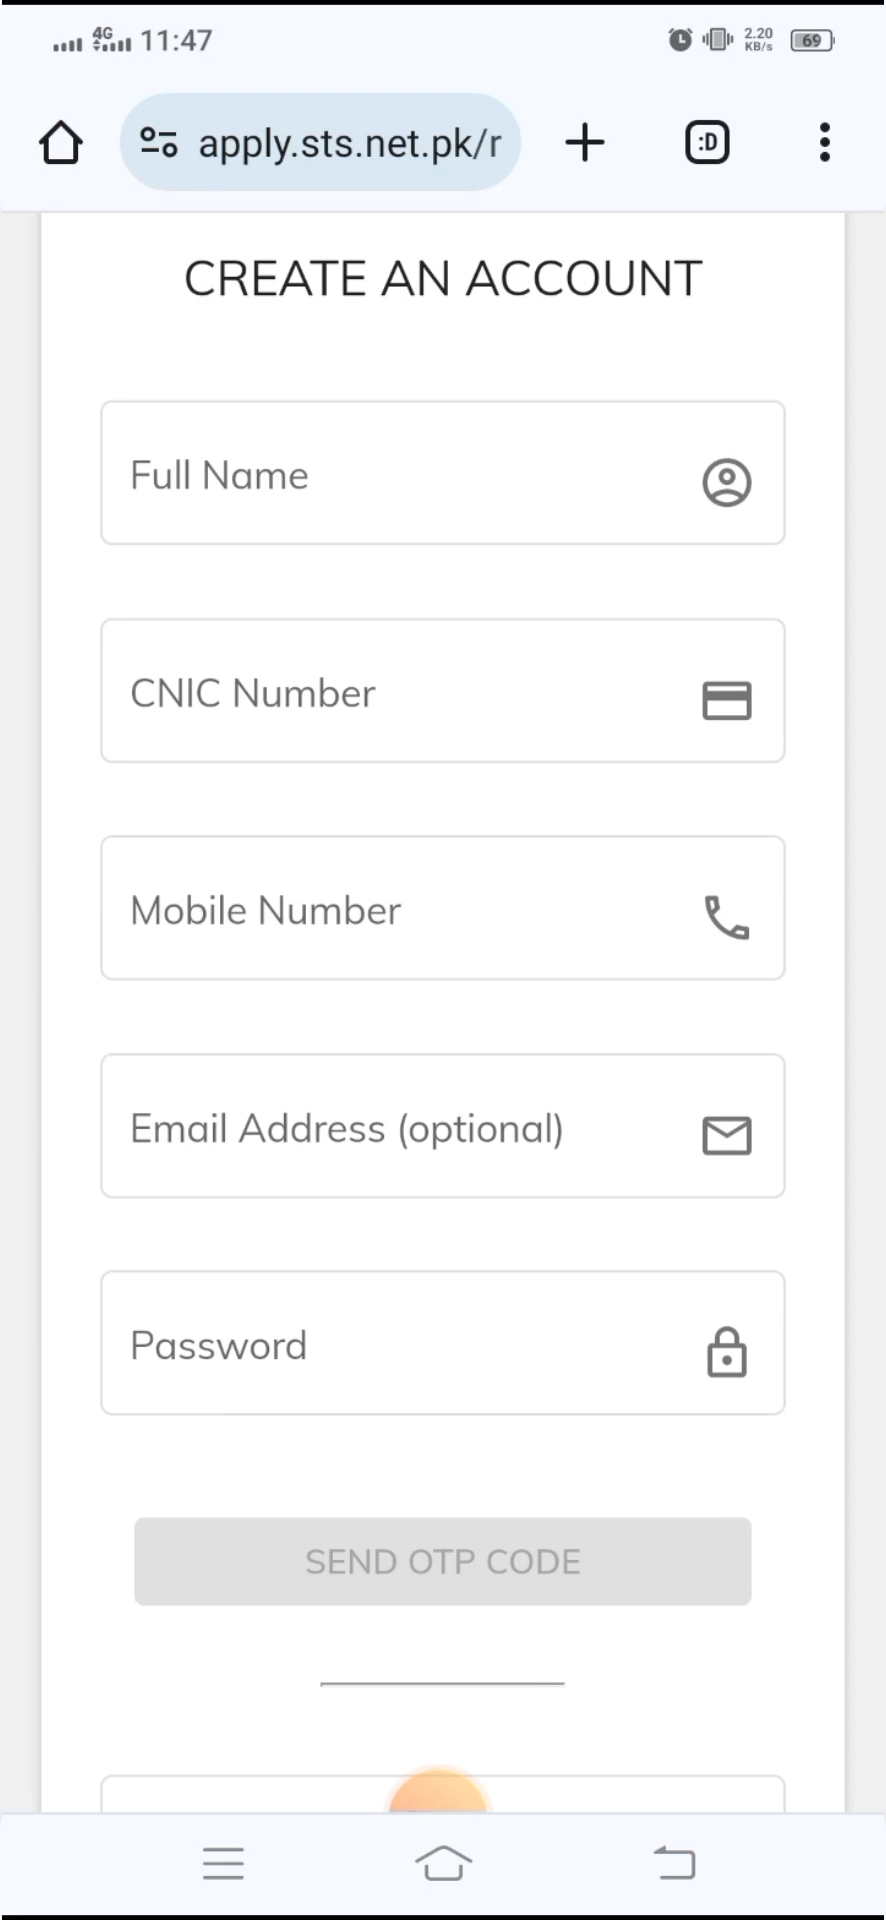 4G 11:47 2.20 KB/s 69
apply.sts.net.pk/r :D
CREATE AN ACCOUNT
Full Name
CNIC Number
Mobile Number
Email Address (optional)
Password
SEND OTP CODE